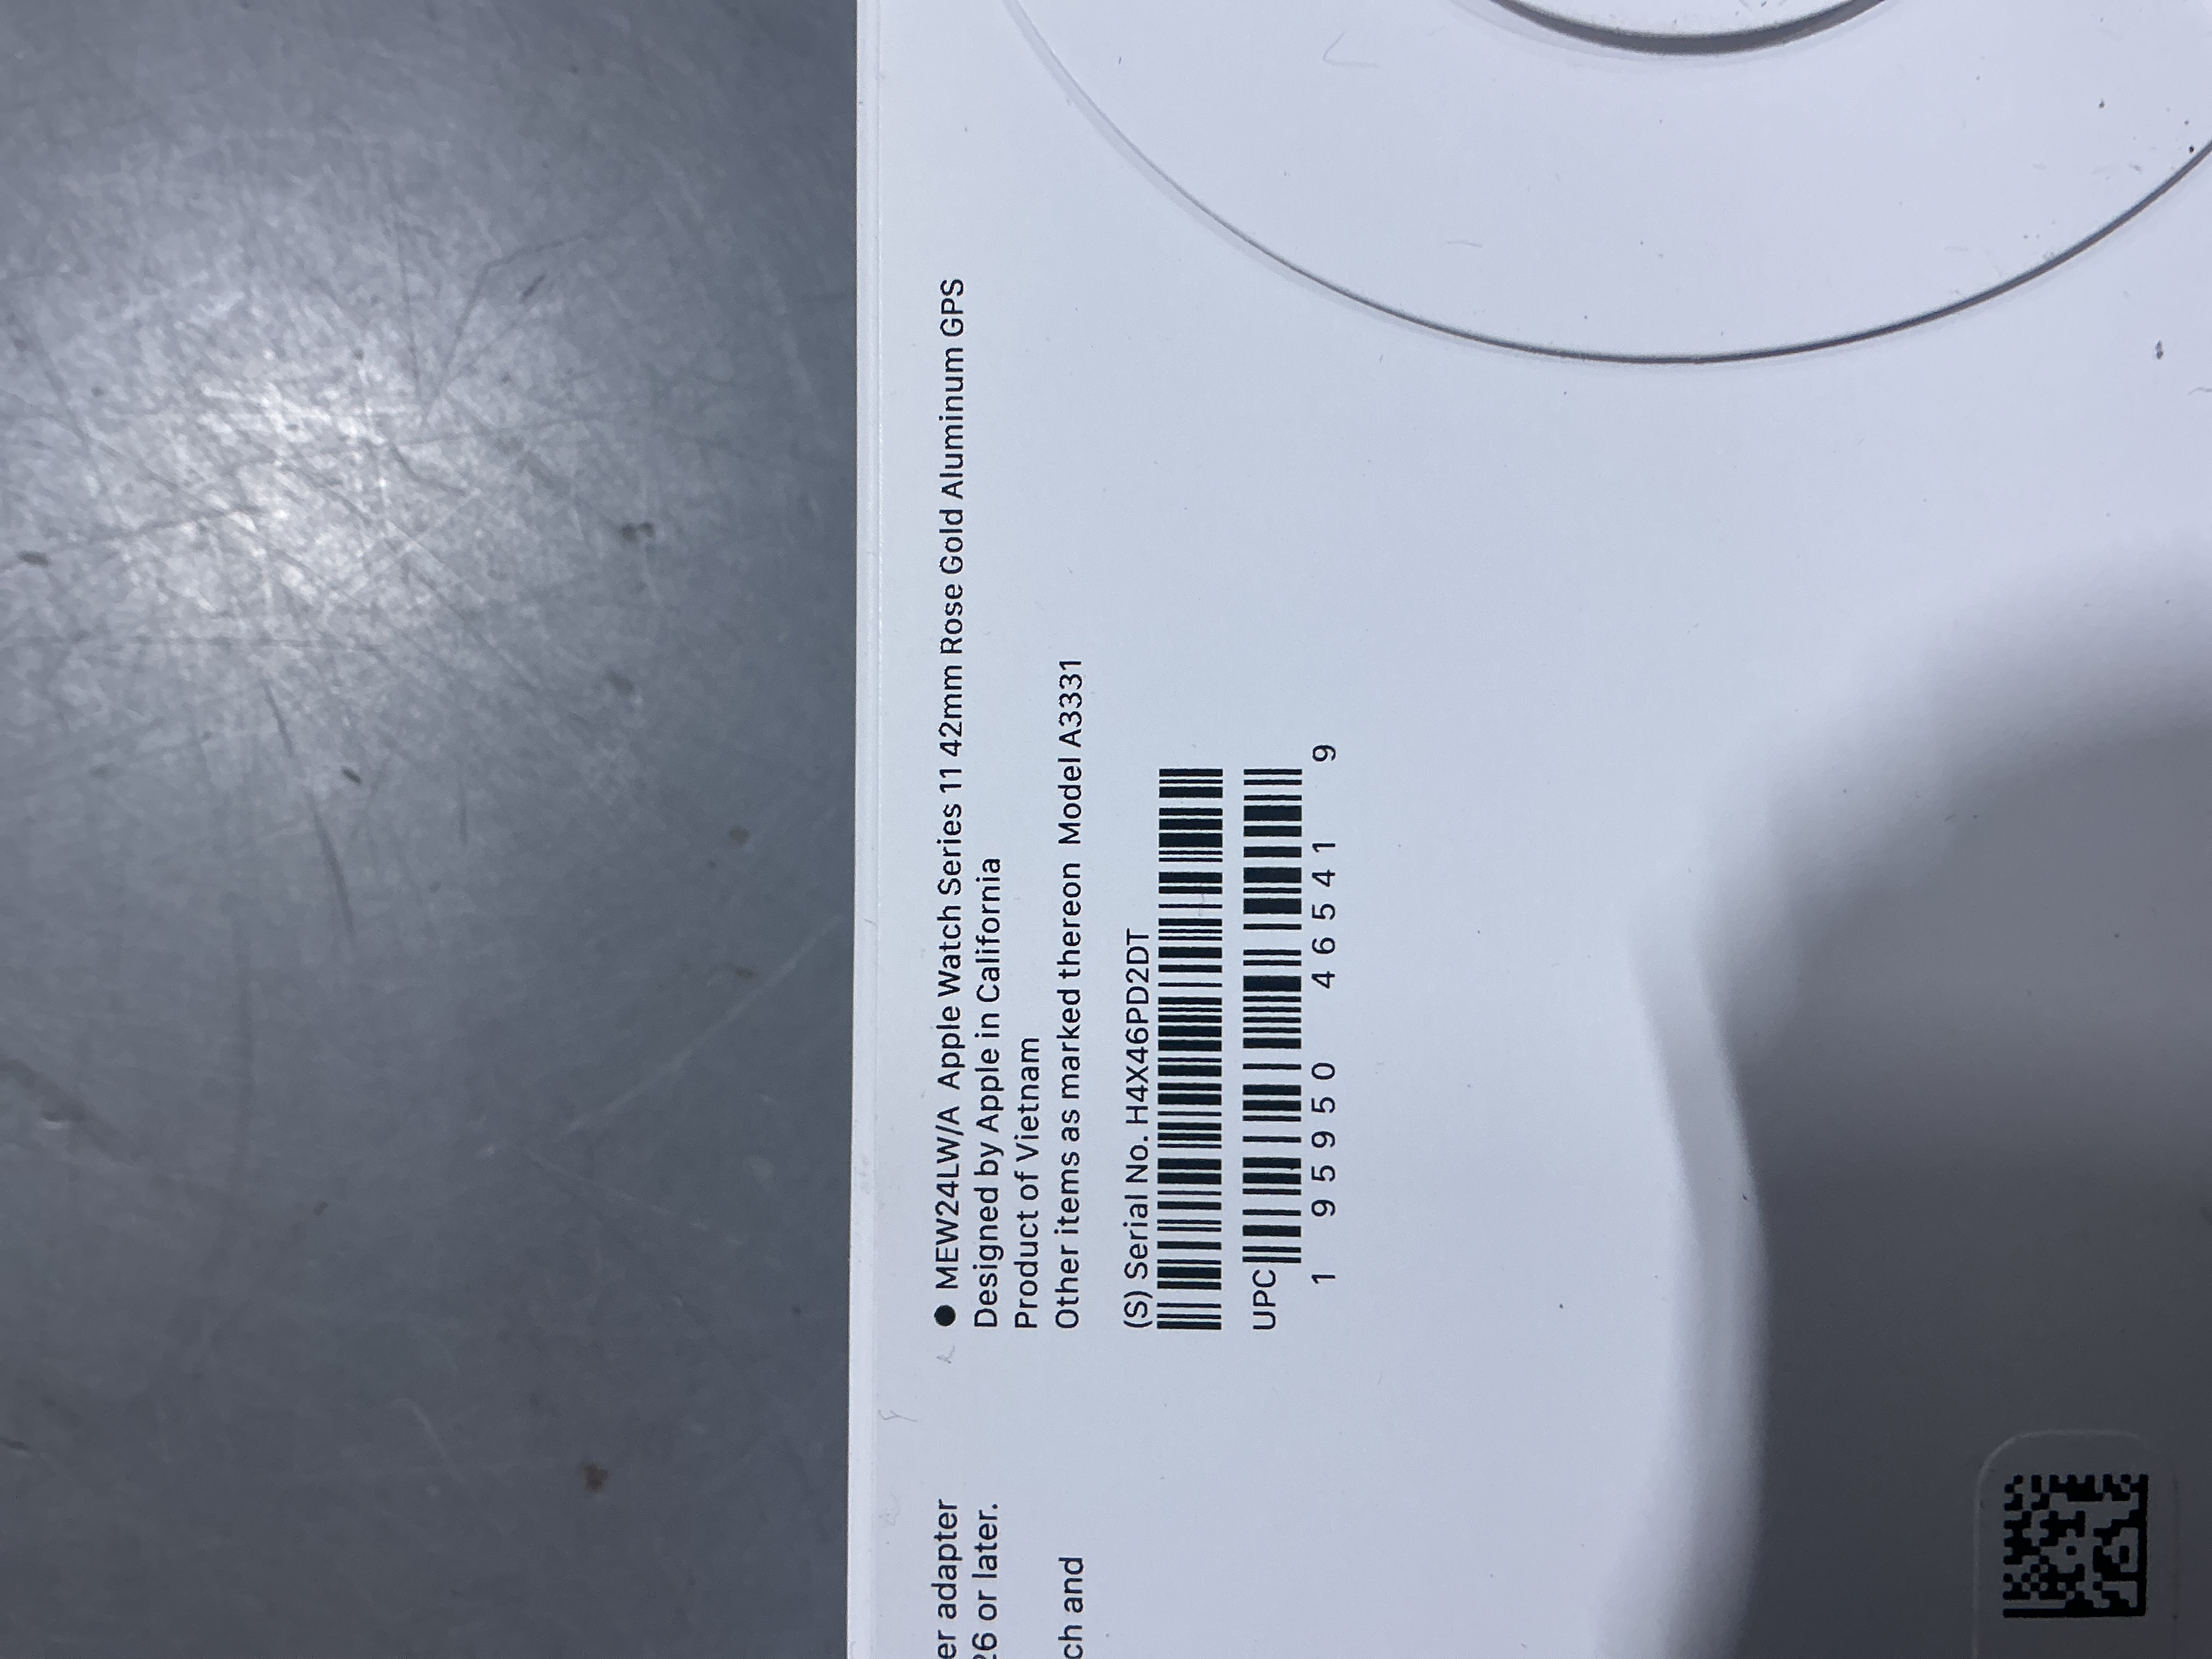 ● MEW24LW/A Apple Watch Series 11 42mm Rose Gold Aluminum GPS
Designed by Apple in California
Product of Vietnam
Other items as marked thereon Model A3331
(S) Serial No. H4X46PD2DT
UPC
1 95950 46541 9
er adapter
26 or later.
ch and